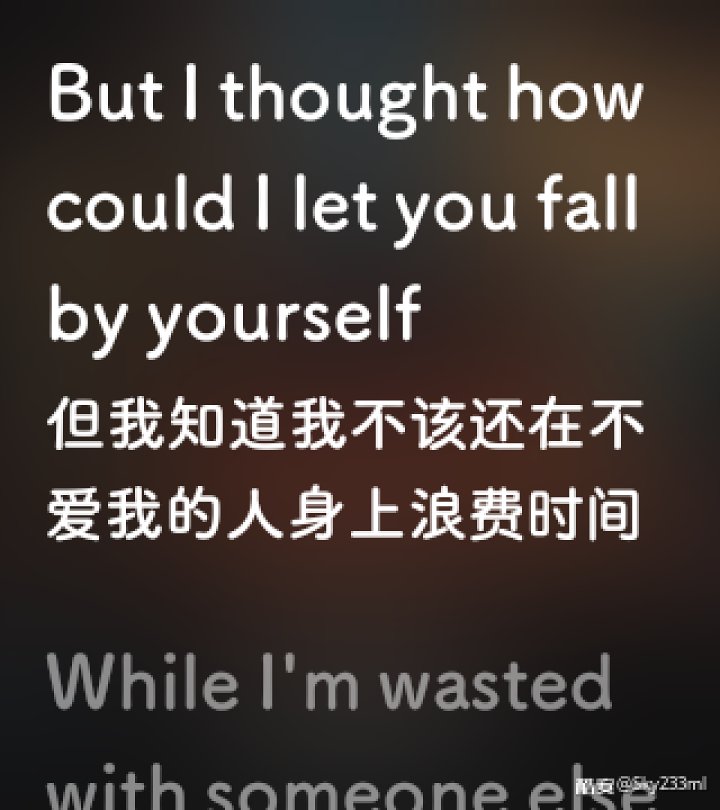 But I thought how
could I let you fall
by yourself
但我知道我不该还在不
爱我的人身上浪费时间
While I'm wasted
with someone else
酷安@Sky233ml